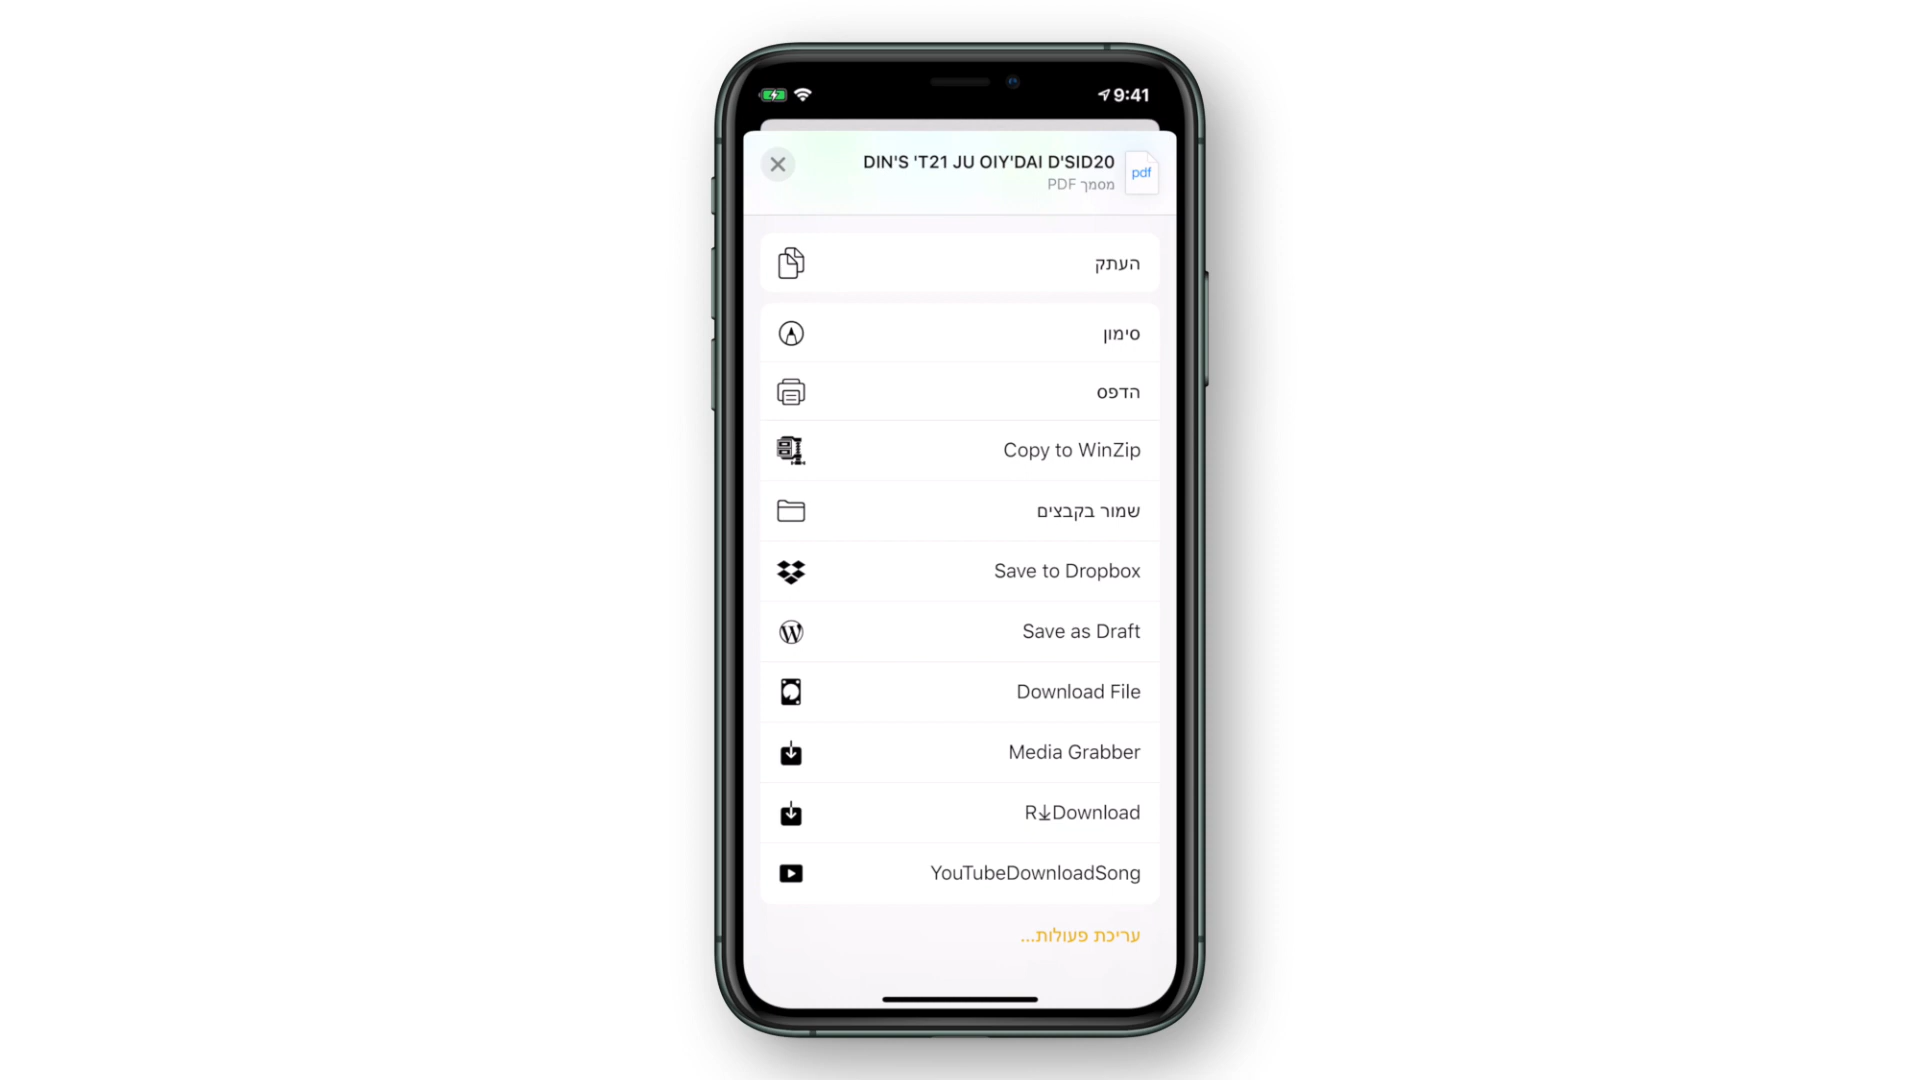 9:41
DIN'S 'T21 JU OIY'DAI D'SID20
מסמך PDF
pdf
העתק
סימון
הדפס
Copy to WinZip
שמור בקבצים
Save to Dropbox
Save as Draft
Download File
Media Grabber
R↓Download
YouTubeDownloadSong
עריכת פעולות...